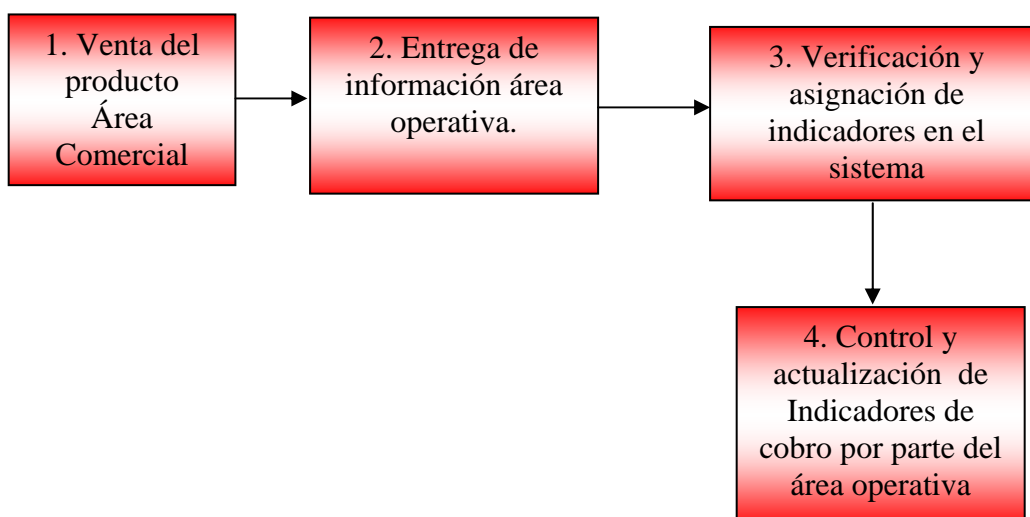 1. Venta del
producto
Área
Comercial
2. Entrega de
información área
operativa.
3. Verificación y
asignación de
indicadores en el
sistema
4. Control y
actualización  de
Indicadores de
cobro por parte del
área operativa